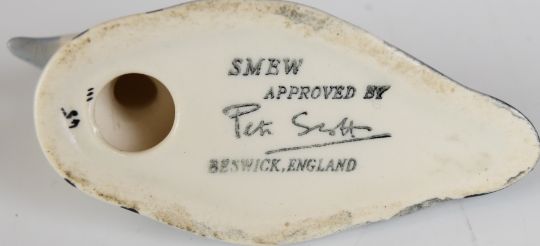 SMEW
APPROVED BY
Peter Scott
BESWICK, ENGLAND